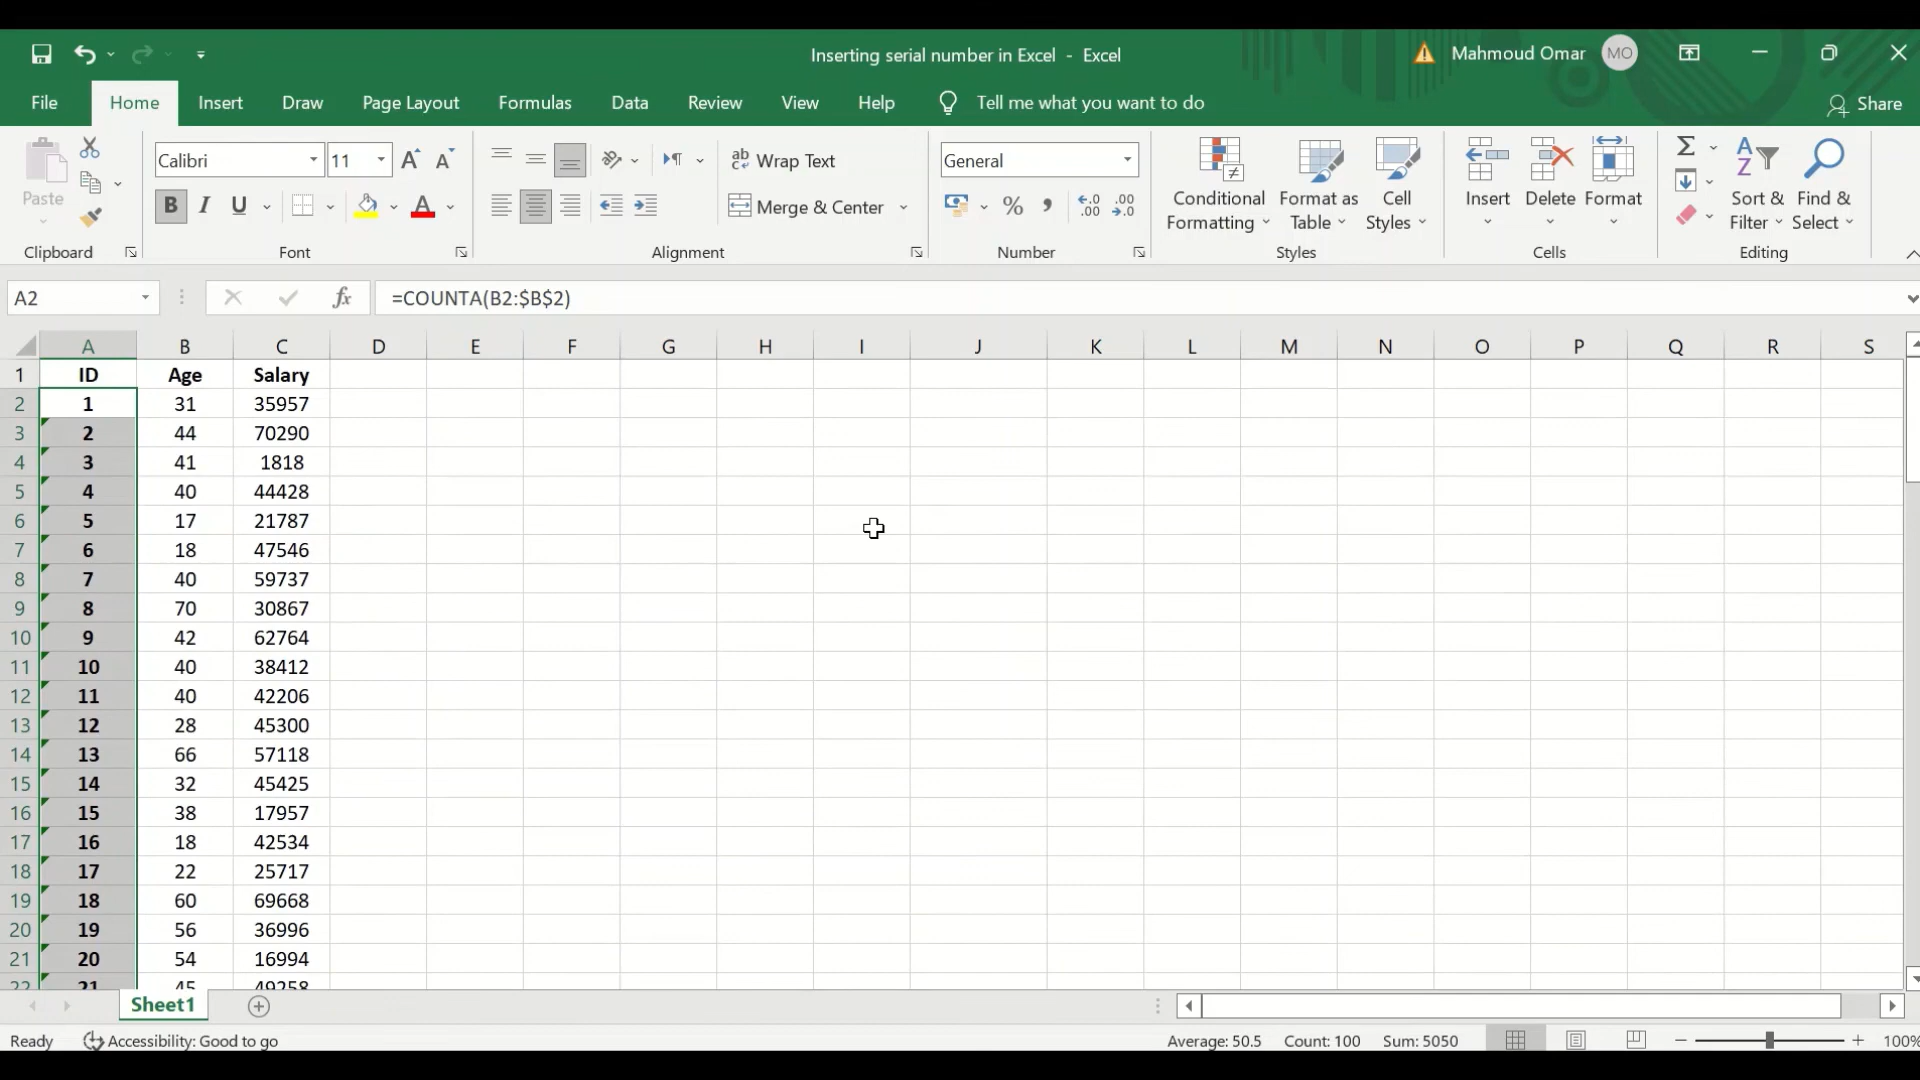 Inserting serial number in Excel - Excel
Mahmoud Omar MO
File Home Insert Draw Page Layout Formulas Data Review View Help Tell me what you want to do Share
Paste
Clipboard
Calibri 11
B I U A
Font
ab Wrap Text
Merge & Center
Alignment
General
% ,
Number
Conditional Formatting
Format as Table
Cell Styles
Styles
Insert Delete Format
Cells
Sort & Filter
Find & Select
Editing
A2 fx =COUNTA(B2:$B$2)
A B C D E F G H I J K L M N O P Q R S
1 ID Age Salary
2 1 31 35957
3 2 44 70290
4 3 41 1818
5 4 40 44428
6 5 17 21787
7 6 18 47546
8 7 40 59737
9 8 70 30867
10 9 42 62764
11 10 40 38412
12 11 40 42206
13 12 28 45300
14 13 66 57118
15 14 32 45425
16 15 38 17957
17 16 18 42534
18 17 22 25717
19 18 60 69668
20 19 56 36996
21 20 54 16994
22 21 45 49258
Sheet1
Ready Accessibility: Good to go Average: 50.5 Count: 100 Sum: 5050 100%